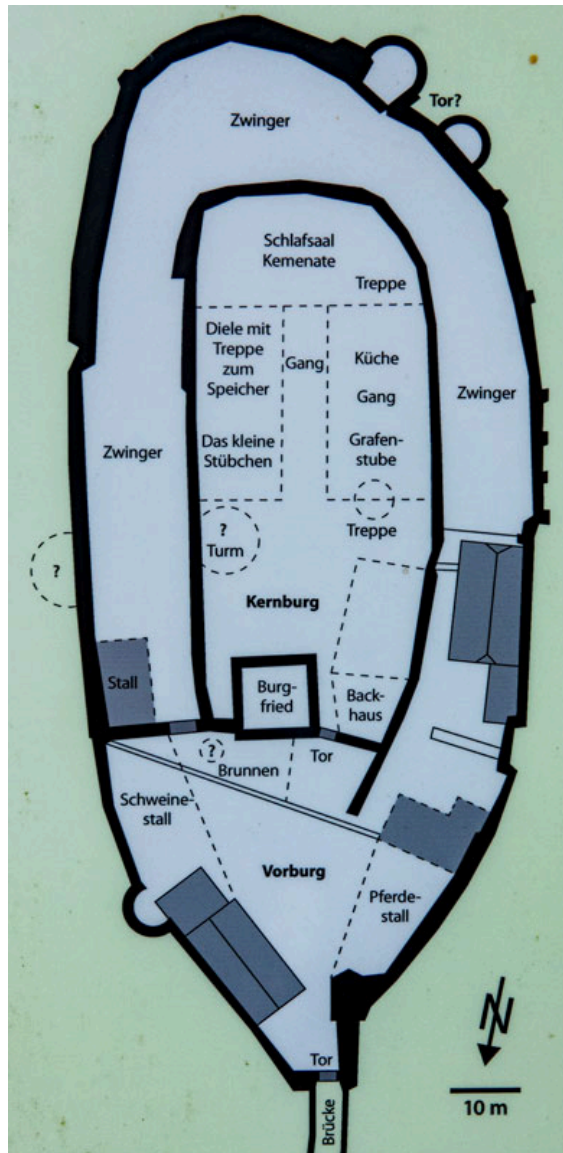 Tor?
Zwinger
Schlafsaal
Kemenate
Treppe
Diele mit
Treppe
zum
Speicher
Gang
Küche
Gang
Zwinger
Zwinger
Das kleine
Stübchen
Grafen-
stube
?
Turm
Treppe
?
Kernburg
Stall
Burg-
fried
Back-
haus
?
Brunnen
Tor
Schweine-
stall
Vorburg
Pferde-
stall
N
Tor
Brücke
10 m